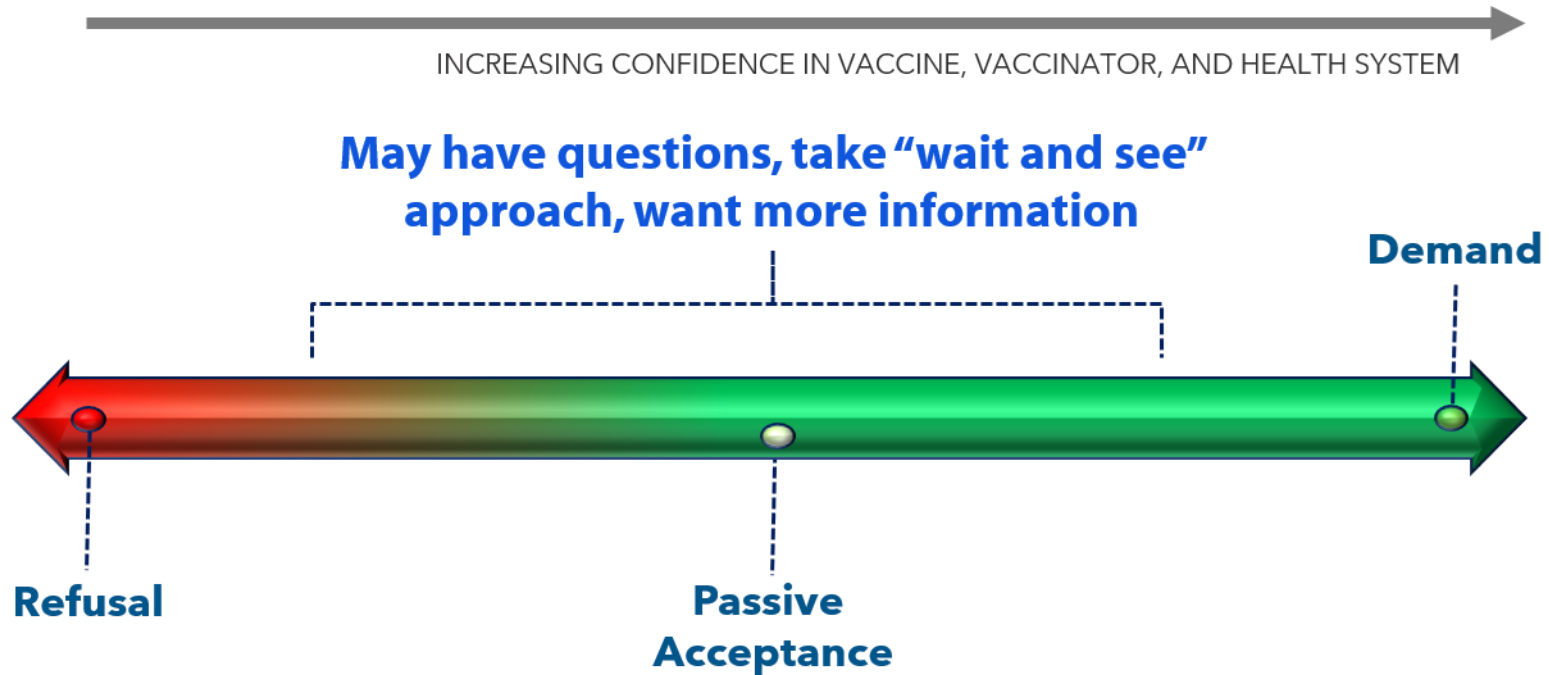 INCREASING CONFIDENCE IN VACCINE, VACCINATOR, AND HEALTH SYSTEM
May have questions, take “wait and see”
approach, want more information
Demand
Refusal
Passive
Acceptance